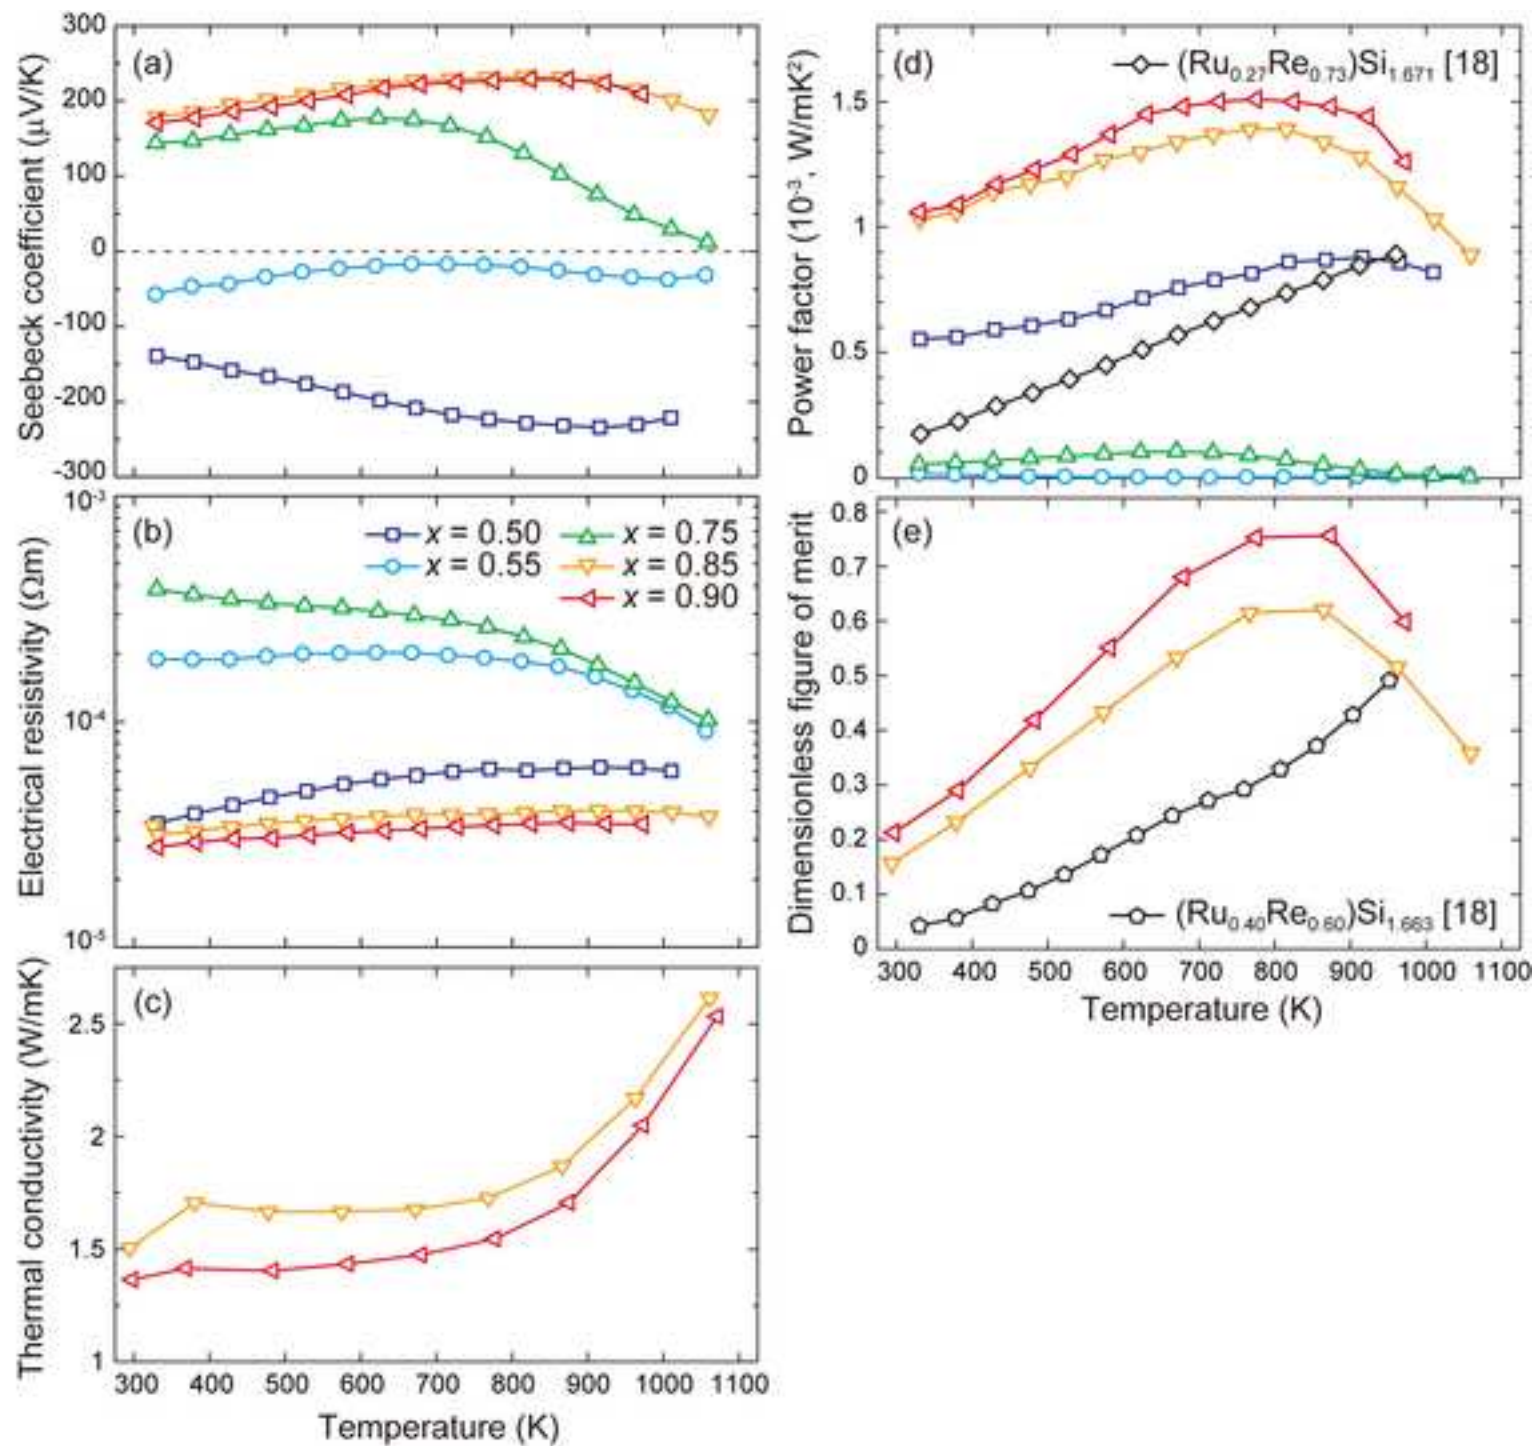 (a)
Seebeck coefficient (μV/K)
300
200
100
0
-100
-200
-300
(b)
Electrical resistivity (Ωm)
10-3
10-4
10-5
x = 0.50
x = 0.55
x = 0.75
x = 0.85
x = 0.90
(c)
Thermal conductivity (W/mK)
2.5
2
1.5
1
300 400 500 600 700 800 900 1000 1100
Temperature (K)
(d)
(Ru0.27Re0.73)Si1.671 [18]
Power factor (10-3, W/mK2)
1.5
1
0.5
0
(e)
Dimensionless figure of merit
0.8
0.7
0.6
0.5
0.4
0.3
0.2
0.1
0
(Ru0.40Re0.60)Si1.663 [18]
300 400 500 600 700 800 900 1000 1100
Temperature (K)